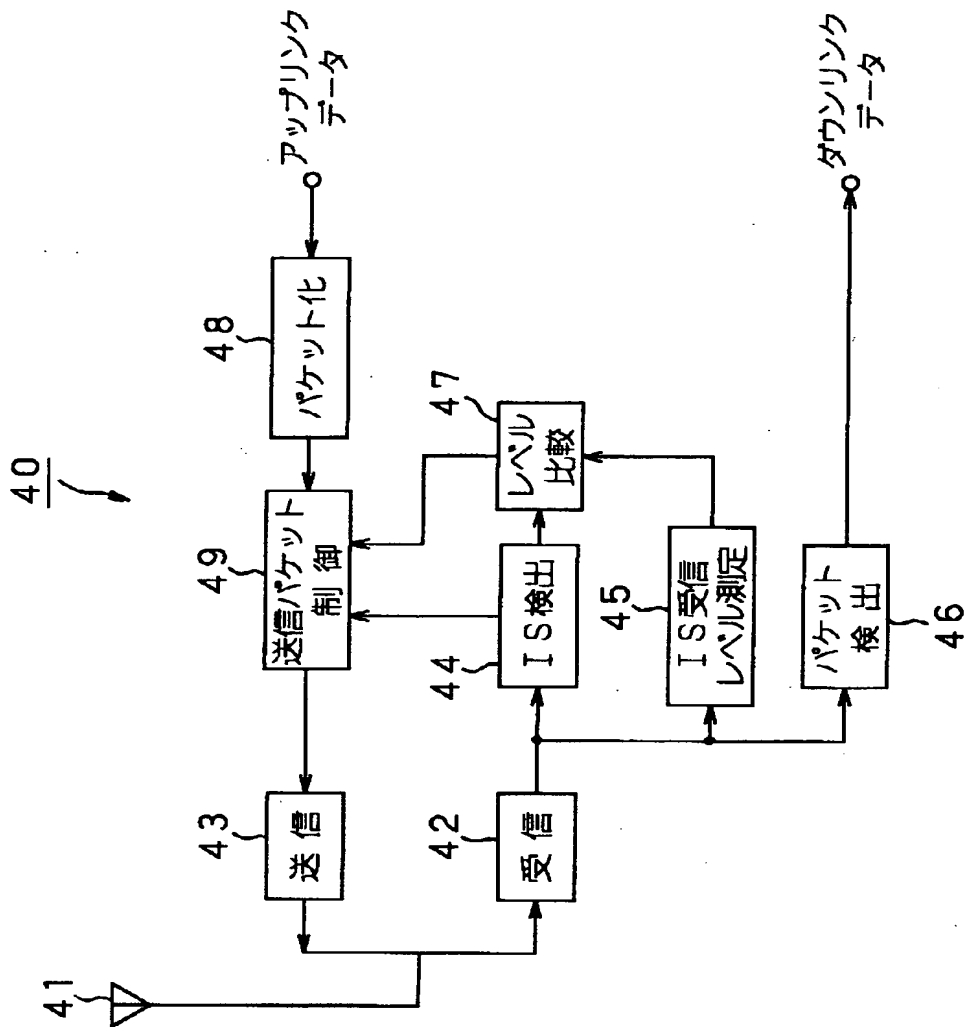 40
41
43
送信
49
送信パケット
制御
48
パケット化
アップリンク
データ
42
受信
44
IS検出
47
レベル
比較
45
IS受信
レベル測定
46
パケット
検出
ダウンリンク
データ